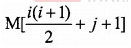 M[i(i+1)/2 + j + 1]